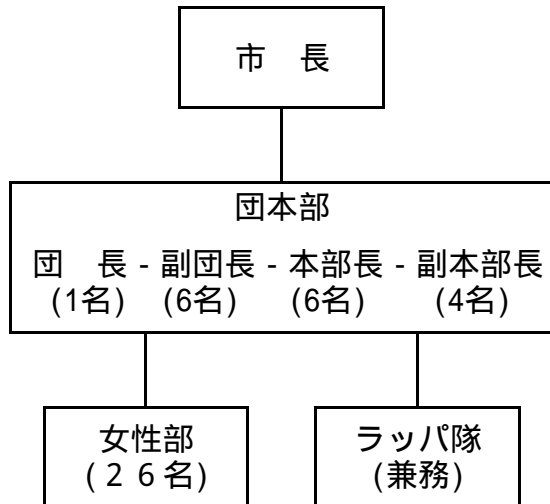 市　長
団本部
団　長 - 副団長 - 本部長 - 副本部長
(1名)　(6名)　(6名)　(4名)
女性部
(２６名)
ラッパ隊
(兼務)